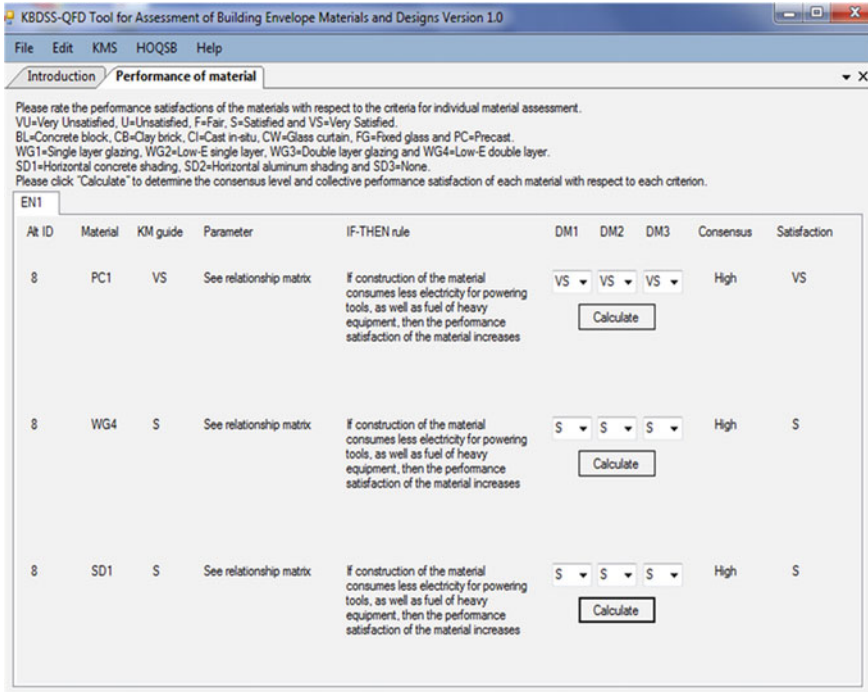 KBDSS-QFD Tool for Assessment of Building Envelope Materials and Designs Version 1.0
File Edit KMS HOQSB Help
Introduction Performance of material
Please rate the performance satisfactions of the materials with respect to the criteria for individual material assessment.
VU=Very Unsatisfied, U=Unsatisfied, F=Fair, S=Satisfied and VS=Very Satisfied.
BL=Concrete block, CB=Clay brick, CI=Cast in-situ, CW=Glass curtain, FG=Fixed glass and PC=Precast.
WG1=Single layer glazing, WG2=Low-E single layer, WG3=Double layer glazing and WG4=Low-E double layer.
SD1=Horizontal concrete shading, SD2=Horizontal aluminum shading and SD3=None.
Please click "Calculate" to determine the consensus level and collective performance satisfaction of each material with respect to each criterion.
EN1
Alt ID Material KM guide Parameter IF-THEN rule DM1 DM2 DM3 Consensus Satisfaction
8 PC1 VS See relationship matrix If construction of the material VS VS VS High VS
consumes less electricity for powering
tools, as well as fuel of heavy
equipment, then the performance
satisfaction of the material increases
Calculate
8 WG4 S See relationship matrix If construction of the material S S S High S
consumes less electricity for powering
tools, as well as fuel of heavy
equipment, then the performance
satisfaction of the material increases
Calculate
8 SD1 S See relationship matrix If construction of the material S S S High S
consumes less electricity for powering
tools, as well as fuel of heavy
equipment, then the performance
satisfaction of the material increases
Calculate